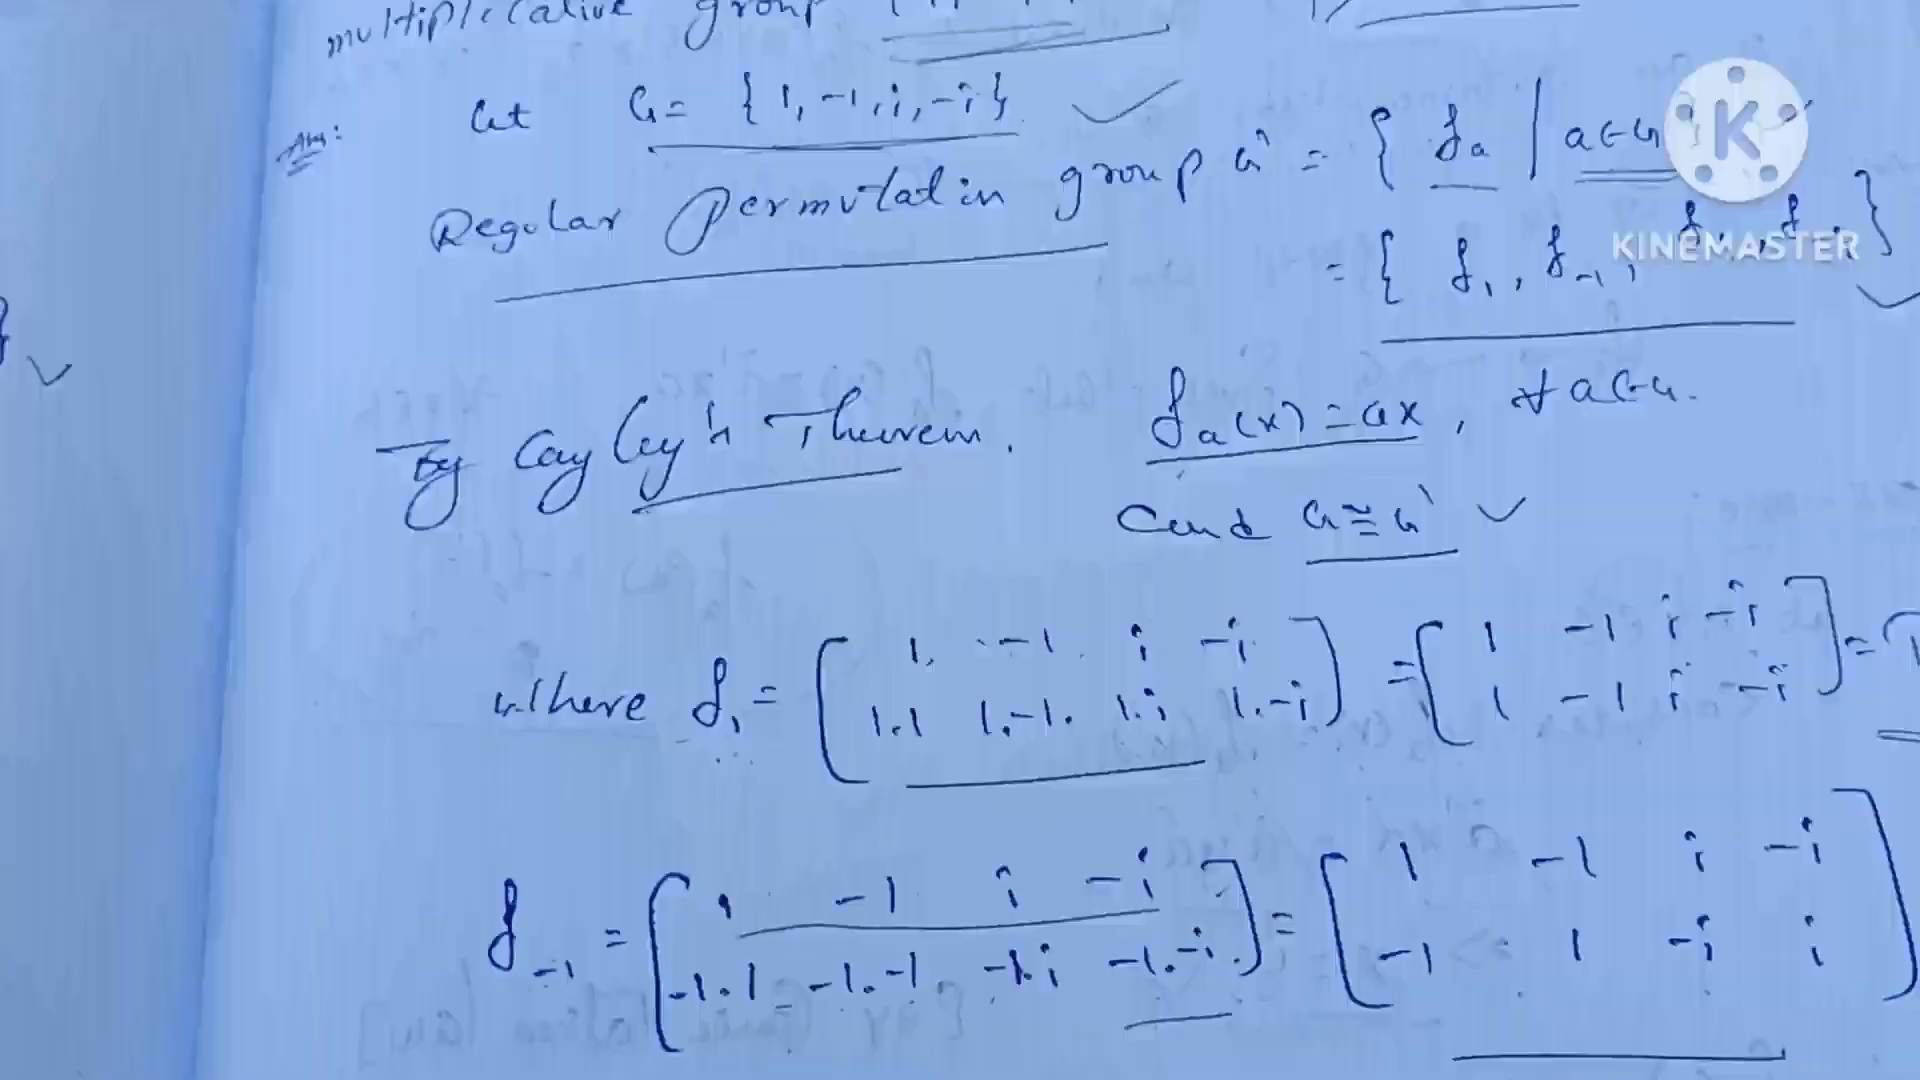 multiplicative group
Ans: Let G = {1, -1, i, -i}
Regular permutation group G' = { fa | a∈G
= { f1, f-1, fi, f-i }
KINEMASTER
By Cayley's Theorem. fa(x) = ax, ∀ a∈G.
and G ≅ G'
where f1 = [ 1 -1 i -i ] = [ 1 -1 i -i ] = I
[ 1.1 1.-1. 1.i 1.-i ] [ 1 -1 i -i ]
f-1 = [ 1 -1 i -i ] = [ 1 -1 i -i ]
[ -1.1 -1.-1 -1.i -1.-i ] [ -1 1 -i i ]